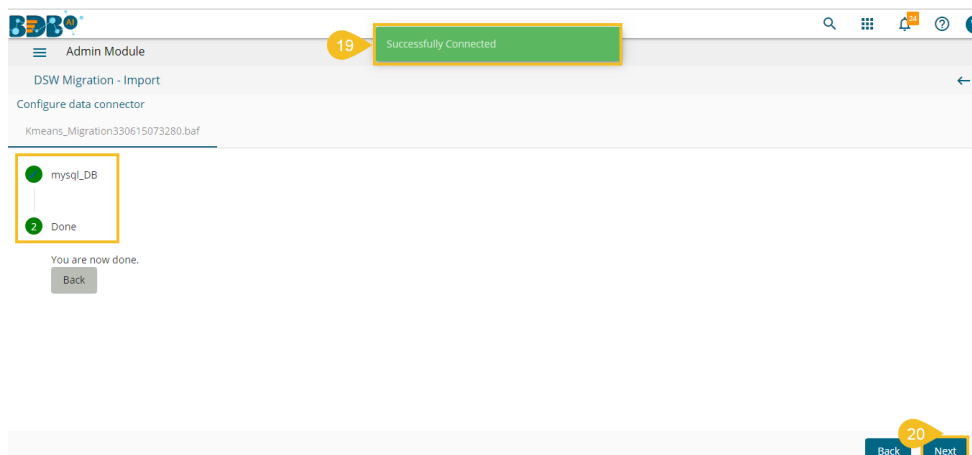 BDB AI
24
19
Successfully Connected
Admin Module
DSW Migration - Import
Configure data connector
Kmeans_Migration330615073280.baf
mysql_DB
2 Done
You are now done.
Back
20
Back Next